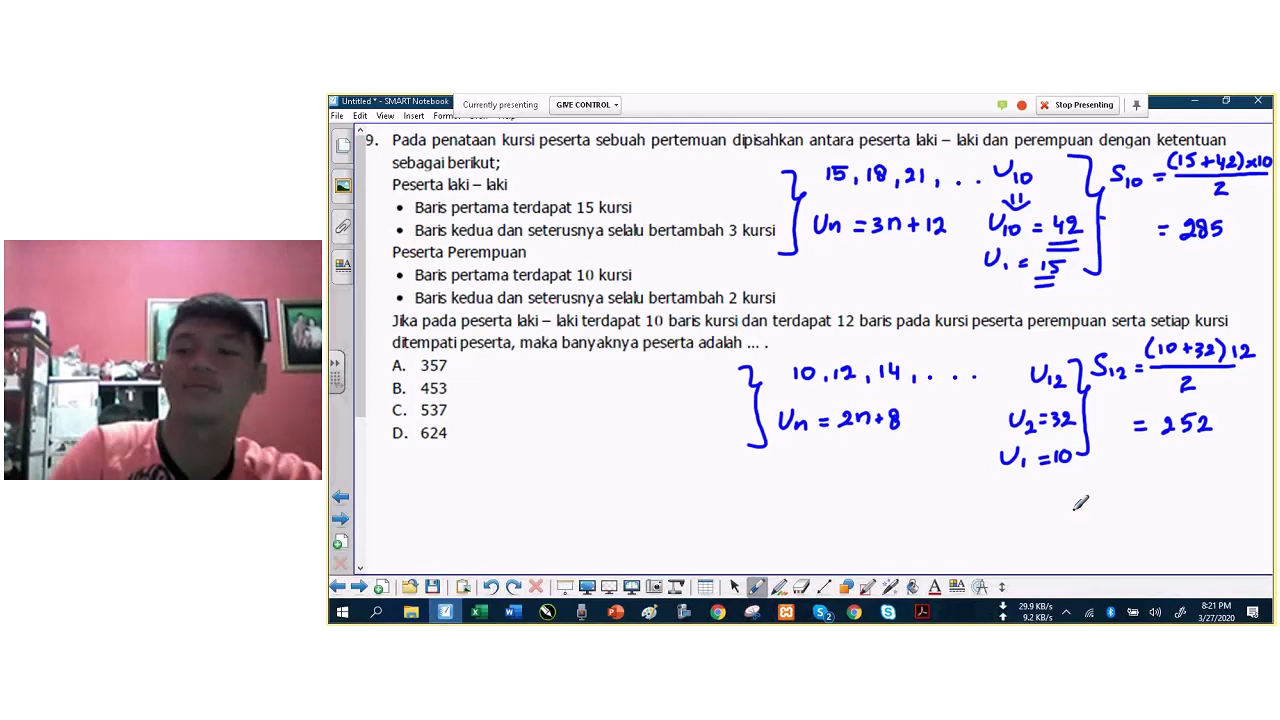 Untitled * - SMART Notebook
Currently presenting
GIVE CONTROL
Stop Presenting
File Edit View Insert
9. Pada penataan kursi peserta sebuah pertemuan dipisahkan antara peserta laki – laki dan perempuan dengan ketentuan
sebagai berikut;
Peserta laki – laki
• Baris pertama terdapat 15 kursi
• Baris kedua dan seterusnya selalu bertambah 3 kursi
Peserta Perempuan
• Baris pertama terdapat 10 kursi
• Baris kedua dan seterusnya selalu bertambah 2 kursi
Jika pada peserta laki – laki terdapat 10 baris kursi dan terdapat 12 baris pada kursi peserta perempuan serta setiap kursi
ditempati peserta, maka banyaknya peserta adalah ... .
A. 357
B. 453
C. 537
D. 624
15, 18, 21, ... U10
Un = 3n + 12
U10 = 42
U1 = 15
S10 = (15+42)x10
2
= 285
10, 12, 14, . . . U12
Un = 2n+8
U2 = 32
U1 = 10
S12 = (10+32) 12
2
= 252
29.9 KB/s
9.2 KB/s
8:21 PM
3/27/2020